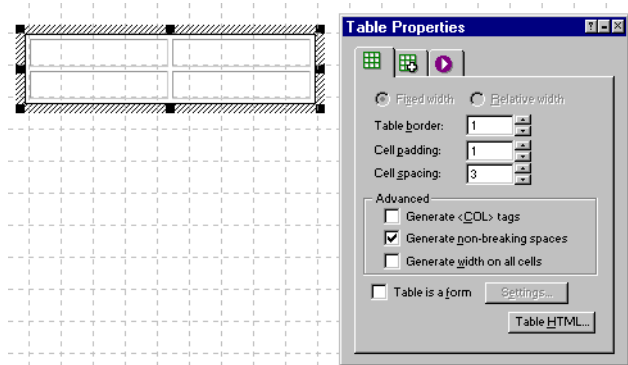 Table Properties
Fixed width Relative width
Table border: 1
Cell padding: 1
Cell spacing: 3
Advanced
Generate <COL> tags
Generate non-breaking spaces
Generate width on all cells
Table is a form Settings...
Table HTML...